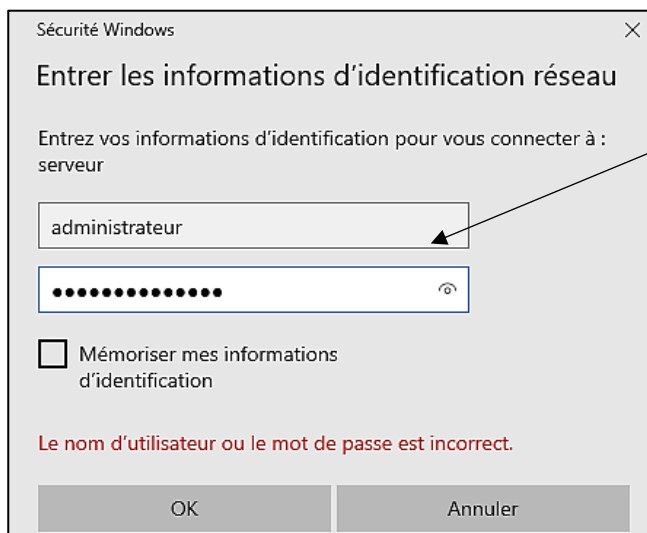 Sécurité Windows
Entrer les informations d’identification réseau
Entrez vos informations d’identification pour vous connecter à :
serveur
administrateur
••••••••••••••
Mémoriser mes informations
d’identification
Le nom d’utilisateur ou le mot de passe est incorrect.
OK
Annuler